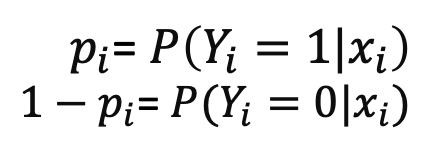 pᵢ= P(Yᵢ = 1|xᵢ)
1 − pᵢ= P(Yᵢ = 0|xᵢ)